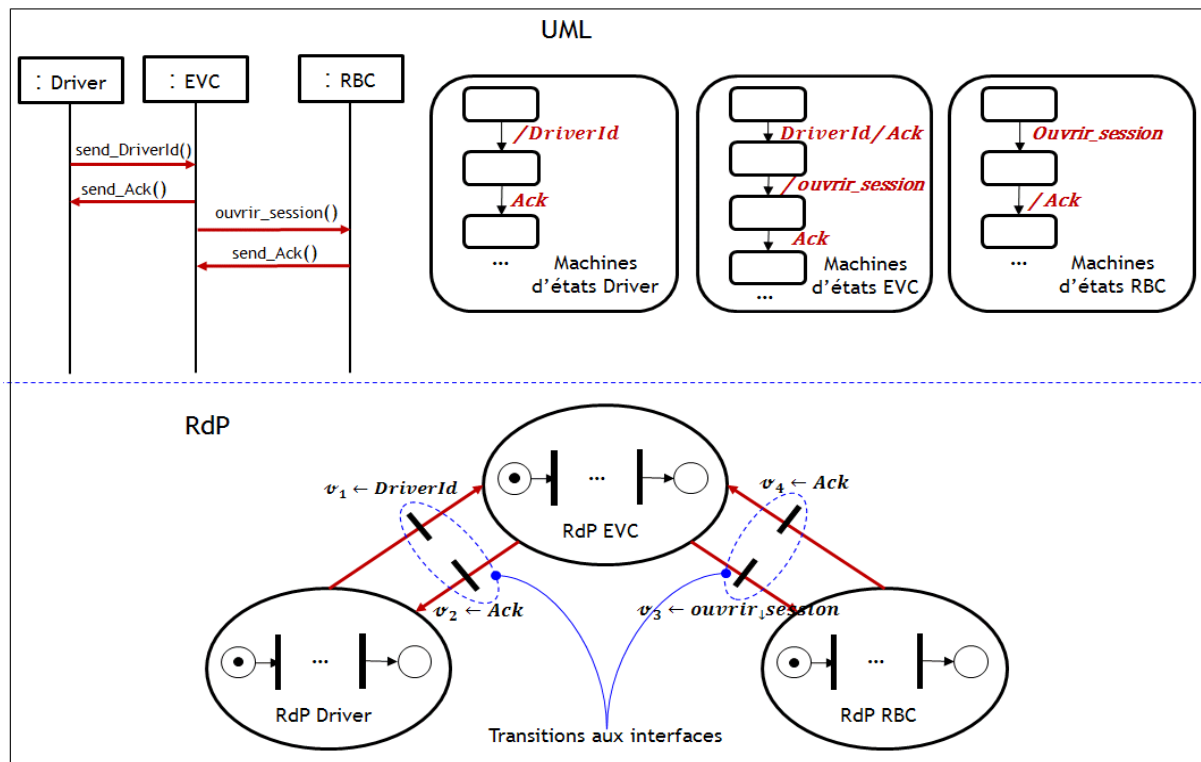 UML
: Driver
: EVC
: RBC
send_DriverId()
send_Ack()
ouvrir_session()
send_Ack()
/DriverId
Ack
...
Machines
d'états Driver
DriverId/Ack
/ouvrir_session
Ack
...
Machines
d'états EVC
Ouvrir_session
/Ack
...
Machines
d'états RBC
RdP
𝓋1 ← DriverId
𝓋2 ← Ack
...
RdP EVC
𝓋4 ← Ack
𝓋3 ← ouvrir↓session
...
RdP Driver
...
RdP RBC
Transitions aux interfaces